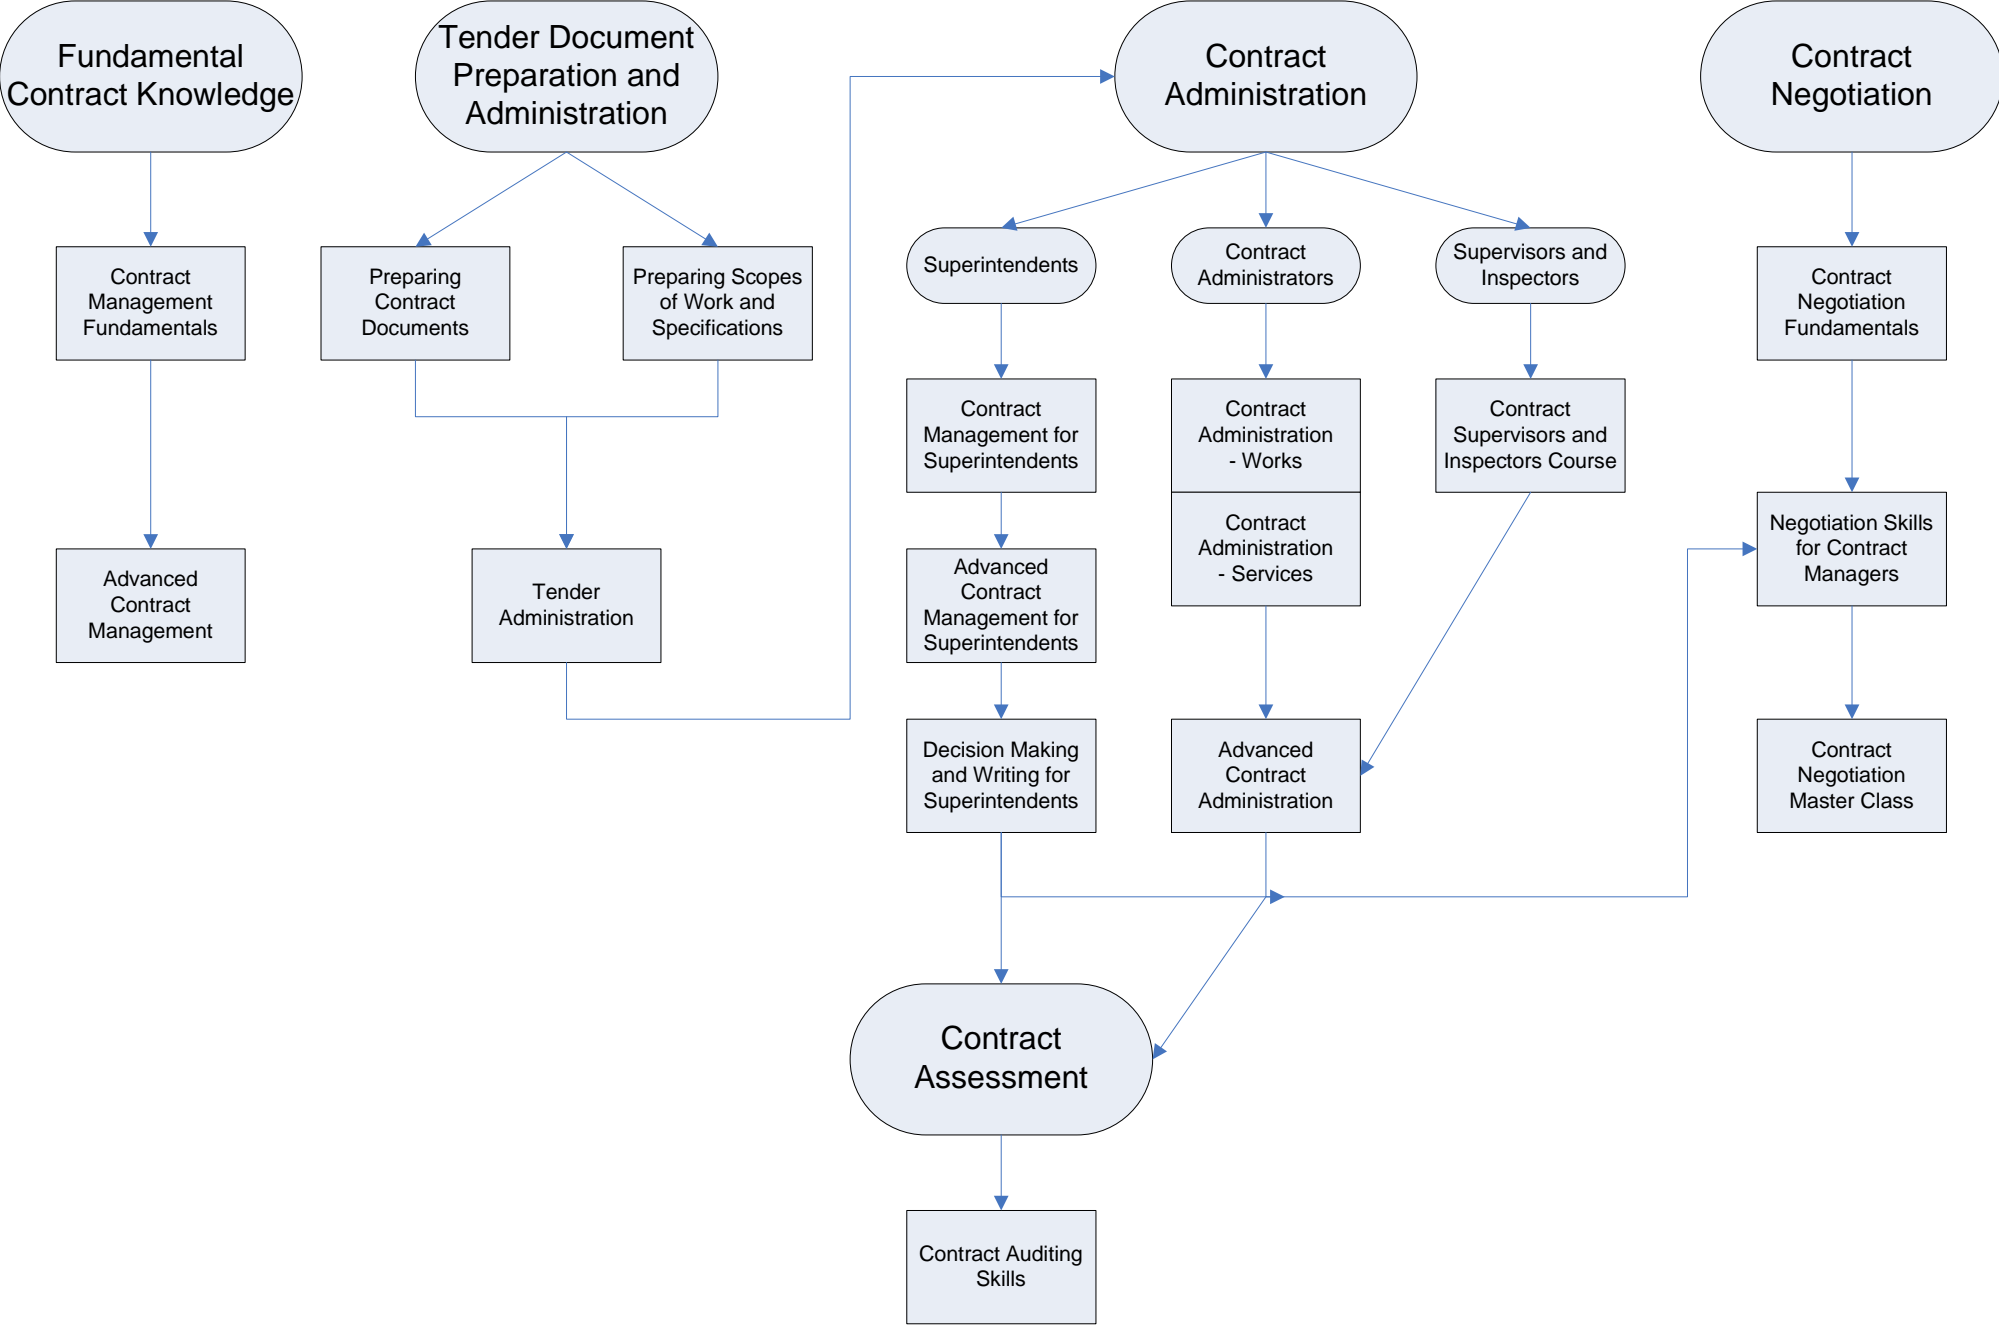 Fundamental
Contract Knowledge
Tender Document
Preparation and
Administration
Contract
Administration
Contract
Negotiation
Superintendents
Contract
Administrators
Supervisors and
Inspectors
Contract
Management
Fundamentals
Preparing
Contract
Documents
Preparing Scopes
of Work and
Specifications
Contract
Negotiation
Fundamentals
Contract
Management for
Superintendents
Contract
Administration
- Works
Contract
Supervisors and
Inspectors Course
Contract
Administration
- Services
Negotiation Skills
for Contract
Managers
Advanced
Contract
Management
Tender
Administration
Advanced
Contract
Management for
Superintendents
Decision Making
and Writing for
Superintendents
Advanced
Contract
Administration
Contract
Negotiation
Master Class
Contract
Assessment
Contract Auditing
Skills